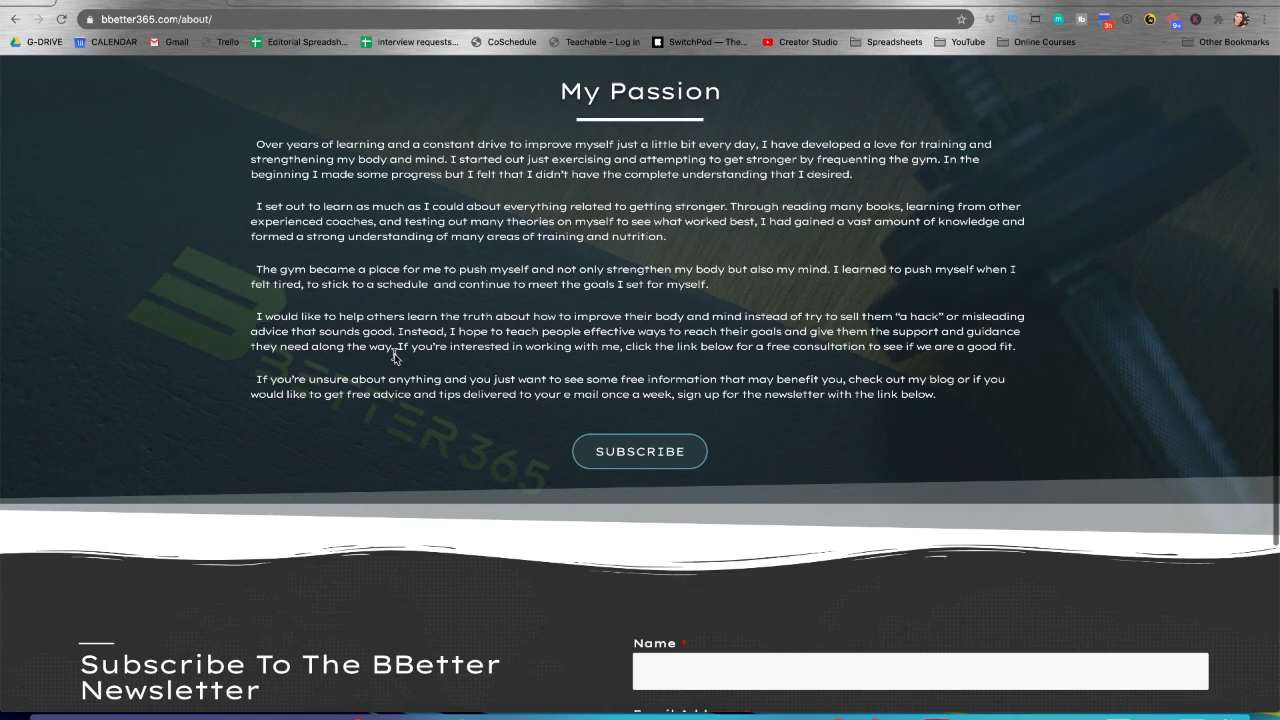 bbetter365.com/about/
3h
9+
G-DRIVE
CALENDAR
Gmail
Trello
Editorial Spreadsh...
interview requests...
CoSchedule
Teachable - Log in
SwitchPod — The...
Creator Studio
Spreadsheets
YouTube
Online Courses
Other Bookmarks
My Passion
Over years of learning and a constant drive to improve myself just a little bit every day, I have developed a love for training and
strengthening my body and mind. I started out just exercising and attempting to get stronger by frequenting the gym. In the
beginning I made some progress but I felt that I didn't have the complete understanding that I desired.
I set out to learn as much as I could about everything related to getting stronger. Through reading many books, learning from other
experienced coaches, and testing out many theories on myself to see what worked best, I had gained a vast amount of knowledge and
formed a strong understanding of many areas of training and nutrition.
The gym became a place for me to push myself and not only strengthen my body but also my mind. I learned to push myself when I
felt tired, to stick to a schedule and continue to meet the goals I set for myself.
I would like to help others learn the truth about how to improve their body and mind instead of try to sell them “a hack” or misleading
advice that sounds good. Instead, I hope to teach people effective ways to reach their goals and give them the support and guidance
they need along the way. If you're interested in working with me, click the link below for a free consultation to see if we are a good fit.
If you're unsure about anything and you just want to see some free information that may benefit you, check out my blog or if you
would like to get free advice and tips delivered to your e mail once a week, sign up for the newsletter with the link below.
BETTER365
SUBSCRIBE
Subscribe To The BBetter
Newsletter
Name *